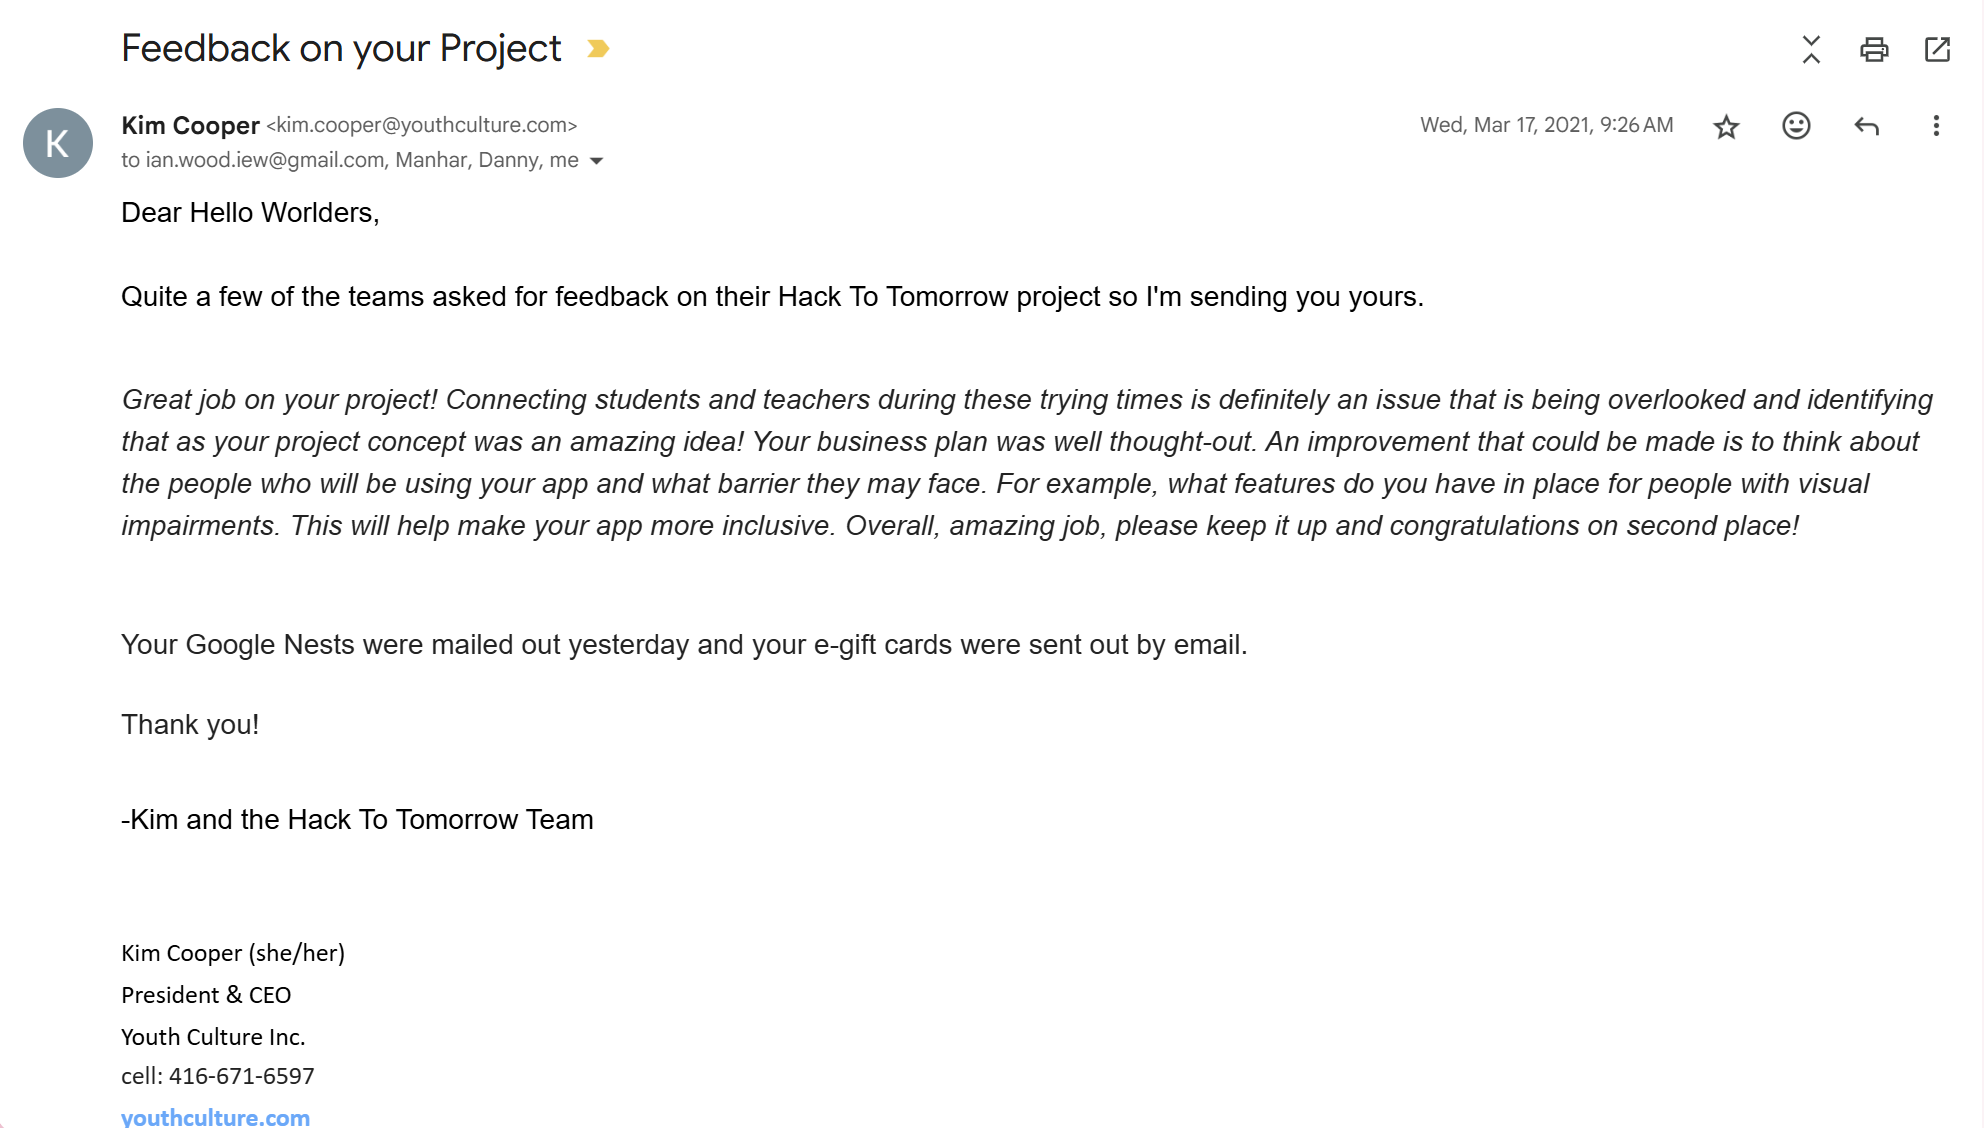 Feedback on your Project
Kim Cooper <kim.cooper@youthculture.com>
Wed, Mar 17, 2021, 9:26 AM
K
to ian.wood.iew@gmail.com, Manhar, Danny, me
Dear Hello Worlders,
Quite a few of the teams asked for feedback on their Hack To Tomorrow project so I'm sending you yours.
Great job on your project! Connecting students and teachers during these trying times is definitely an issue that is being overlooked and identifying
that as your project concept was an amazing idea! Your business plan was well thought-out. An improvement that could be made is to think about
the people who will be using your app and what barrier they may face. For example, what features do you have in place for people with visual
impairments. This will help make your app more inclusive. Overall, amazing job, please keep it up and congratulations on second place!
Your Google Nests were mailed out yesterday and your e-gift cards were sent out by email.
Thank you!
-Kim and the Hack To Tomorrow Team
Kim Cooper (she/her)
President & CEO
Youth Culture Inc.
cell: 416-671-6597
youthculture.com